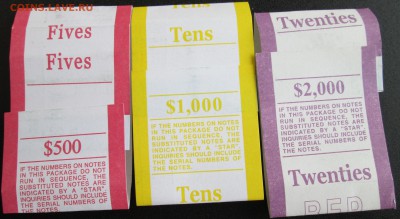 COINS.LAVE.RU
Fives
Fives
$500
IF THE NUMBERS ON NOTES
IN THIS PACKAGE DO NOT
RUN IN SEQUENCE, THE
SUBSTITUTED NOTES ARE
INDICATED BY A "STAR".
INQUIRIES SHOULD INCLUDE
THE SERIAL NUMBERS OF
THE NOTES.
Tens
Tens
$1,000
IF THE NUMBERS ON NOTES
IN THIS PACKAGE DO NOT
RUN IN SEQUENCE, THE
SUBSTITUTED NOTES ARE
INDICATED BY A "STAR".
INQUIRIES SHOULD INCLUDE
THE SERIAL NUMBERS OF
THE NOTES.
Tens
Twenties
$2,000
IF THE NUMBERS ON NOTES
IN THIS PACKAGE DO NOT
RUN IN SEQUENCE, THE
SUBSTITUTED NOTES ARE
INDICATED BY A "STAR".
INQUIRIES SHOULD INCLUDE
THE SERIAL NUMBERS OF
THE NOTES.
Twenties